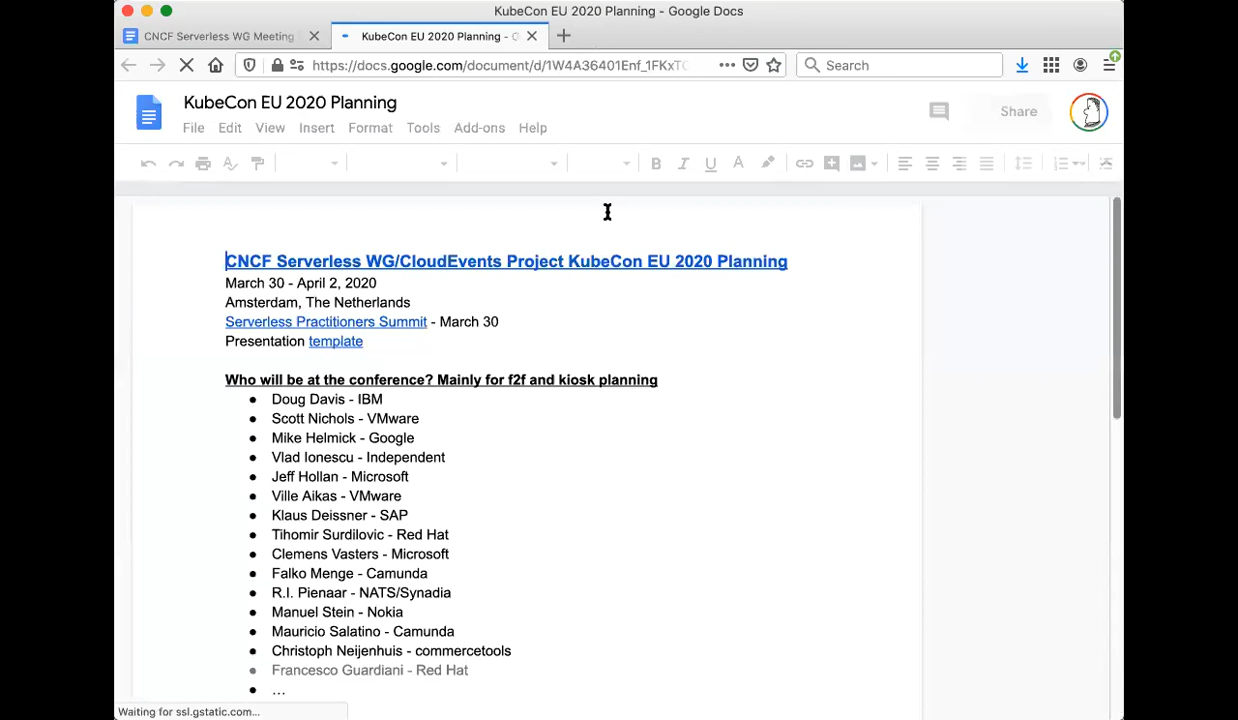 KubeCon EU 2020 Planning - Google Docs
CNCF Serverless WG Meeting
KubeCon EU 2020 Planning - G
https://docs.google.com/document/d/1W4A36401Enf_1FKxTC
Search
KubeCon EU 2020 Planning
File Edit View Insert Format Tools Add-ons Help
Share
B I U A
CNCF Serverless WG/CloudEvents Project KubeCon EU 2020 Planning
March 30 - April 2, 2020
Amsterdam, The Netherlands
Serverless Practitioners Summit - March 30
Presentation template
Who will be at the conference? Mainly for f2f and kiosk planning
● Doug Davis - IBM
● Scott Nichols - VMware
● Mike Helmick - Google
● Vlad Ionescu - Independent
● Jeff Hollan - Microsoft
● Ville Aikas - VMware
● Klaus Deissner - SAP
● Tihomir Surdilovic - Red Hat
● Clemens Vasters - Microsoft
● Falko Menge - Camunda
● R.I. Pienaar - NATS/Synadia
● Manuel Stein - Nokia
● Mauricio Salatino - Camunda
● Christoph Neijenhuis - commercetools
● Francesco Guardiani - Red Hat
● ...
Waiting for ssl.gstatic.com...